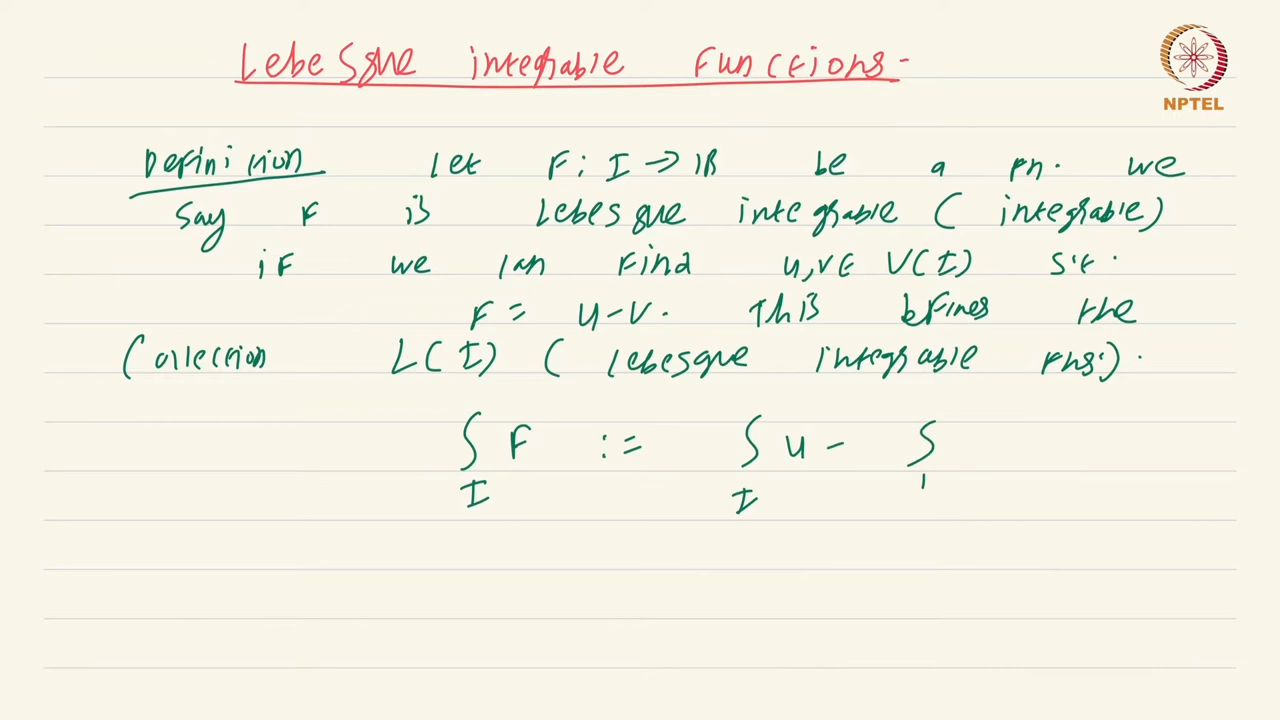 Lebesgue integrable functions.
NPTEL
Definition Let F: I → ℝ be a fn. We
say F is Lebesgue integrable (integrable)
if we can find u, v ∈ V(I) s.t.
F = u - v. This defines the
Collection L(I) (Lebesgue integrable fns.).
∫_I F := ∫_I u - ∫